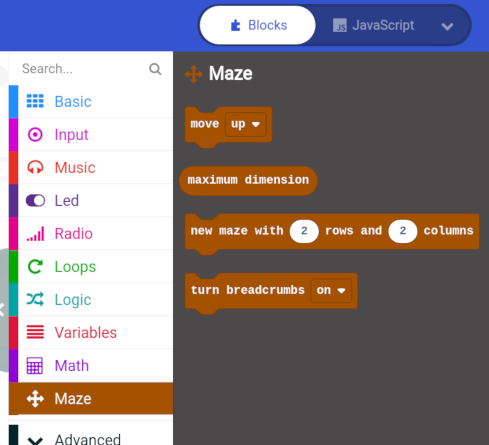 Blocks
JS JavaScript
Search...
Basic
Input
Music
Led
Radio
Loops
Logic
Variables
Math
Maze
Advanced
Maze
move up
maximum dimension
new maze with 2 rows and 2 columns
turn breadcrumbs on